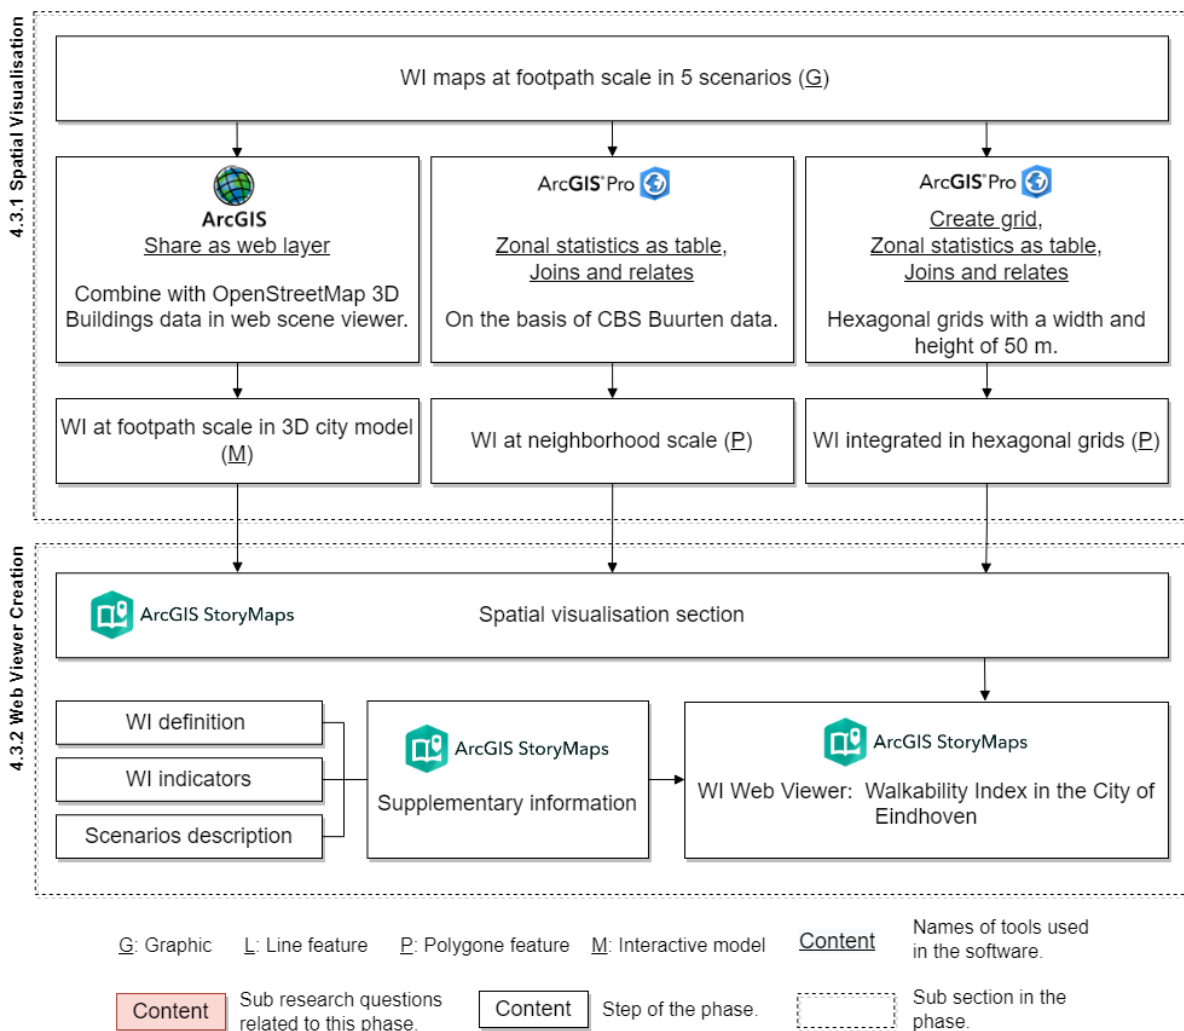 4.3.1 Spatial Visualisation
WI maps at footpath scale in 5 scenarios (G)
ArcGIS
Share as web layer
Combine with OpenStreetMap 3D
Buildings data in web scene viewer.
ArcGIS Pro
Zonal statistics as table,
Joins and relates
On the basis of CBS Buurten data.
ArcGIS Pro
Create grid,
Zonal statistics as table,
Joins and relates
Hexagonal grids with a width and
height of 50 m.
WI at footpath scale in 3D city model
(M)
WI at neighborhood scale (P)
WI integrated in hexagonal grids (P)
4.3.2 Web Viewer Creation
ArcGIS StoryMaps
Spatial visualisation section
WI definition
WI indicators
Scenarios description
ArcGIS StoryMaps
Supplementary information
ArcGIS StoryMaps
WI Web Viewer: Walkability Index in the City of
Eindhoven
G: Graphic
L: Line feature
P: Polygone feature
M: Interactive model
Content
Names of tools used
in the software.
Content
Sub research questions
related to this phase.
Content
Step of the phase.
Sub section in the
phase.